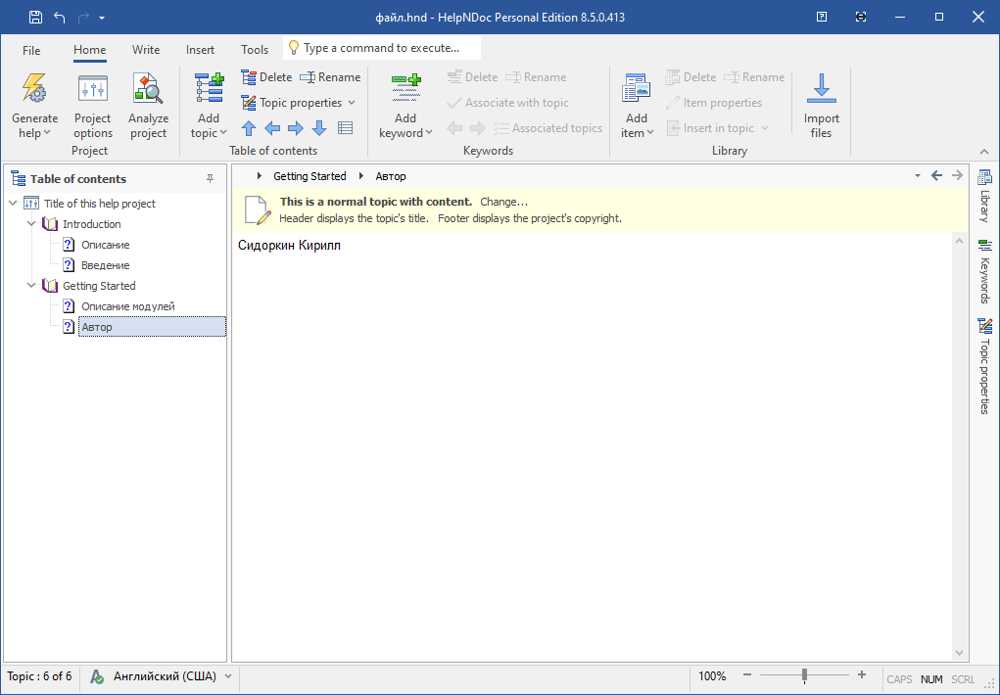 файл.hnd - HelpNDoc Personal Edition 8.5.0.413
File Home Write Insert Tools Type a command to execute...
Generate help
Project options
Analyze project
Project
Add topic
Delete Rename
Topic properties
Table of contents
Add keyword
Delete Rename
Associate with topic
Associated topics
Keywords
Add item
Delete Rename
Item properties
Insert in topic
Library
Import files
Table of contents
Title of this help project
Introduction
Описание
Введение
Getting Started
Описание модулей
Автор
Getting Started Автор
This is a normal topic with content. Change...
Header displays the topic's title. Footer displays the project's copyright.
Сидоркин Кирилл
Library
Keywords
Topic properties
Topic : 6 of 6 Английский (США) 100% CAPS NUM SCRL